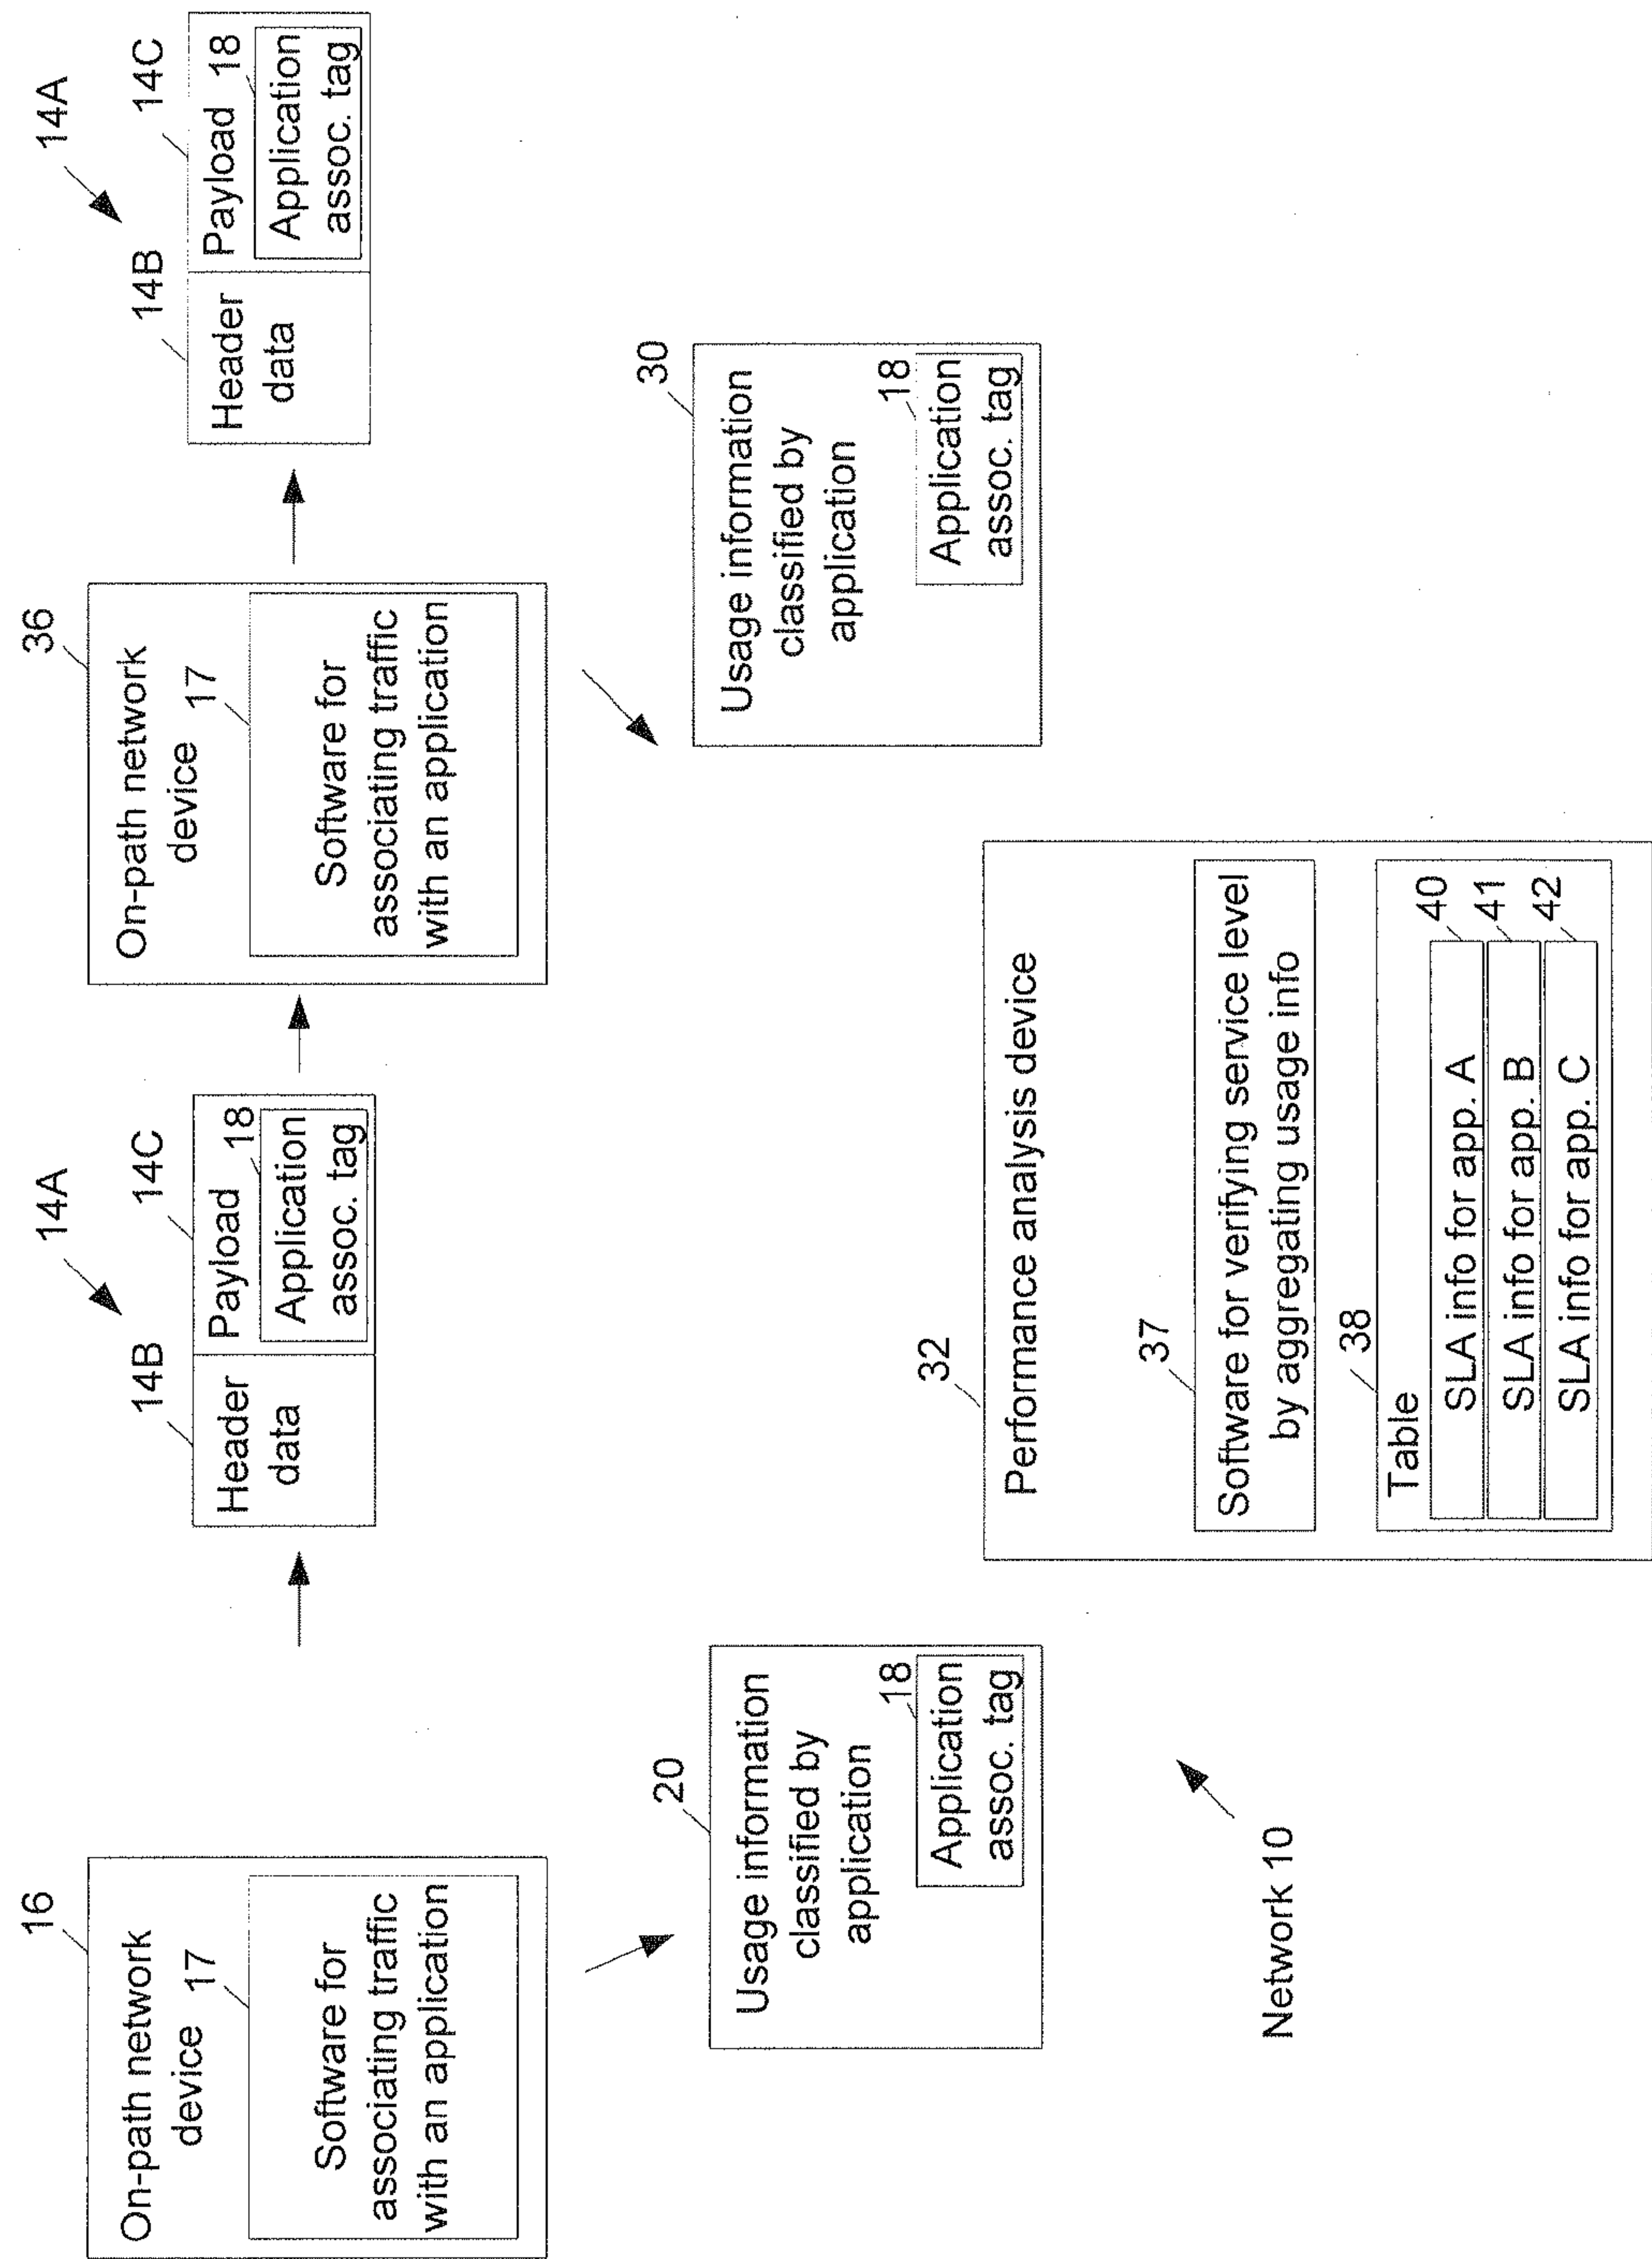 16
On-path network
device
17
Software for
associating traffic
with an application
14A
14B
14C
Header
data
Payload
18
Application
assoc. tag
36
On-path network
device
17
Software for
associating traffic
with an application
14A
14B
14C
Header
data
Payload
18
Application
assoc. tag
20
Usage information
classified by
application
18
Application
assoc. tag
30
Usage information
classified by
application
18
Application
assoc. tag
32
Performance analysis device
37
Software for verifying service level
by aggregating usage info
38
Table
SLA info for app. A
40
SLA info for app. B
41
SLA info for app. C
42
Network 10